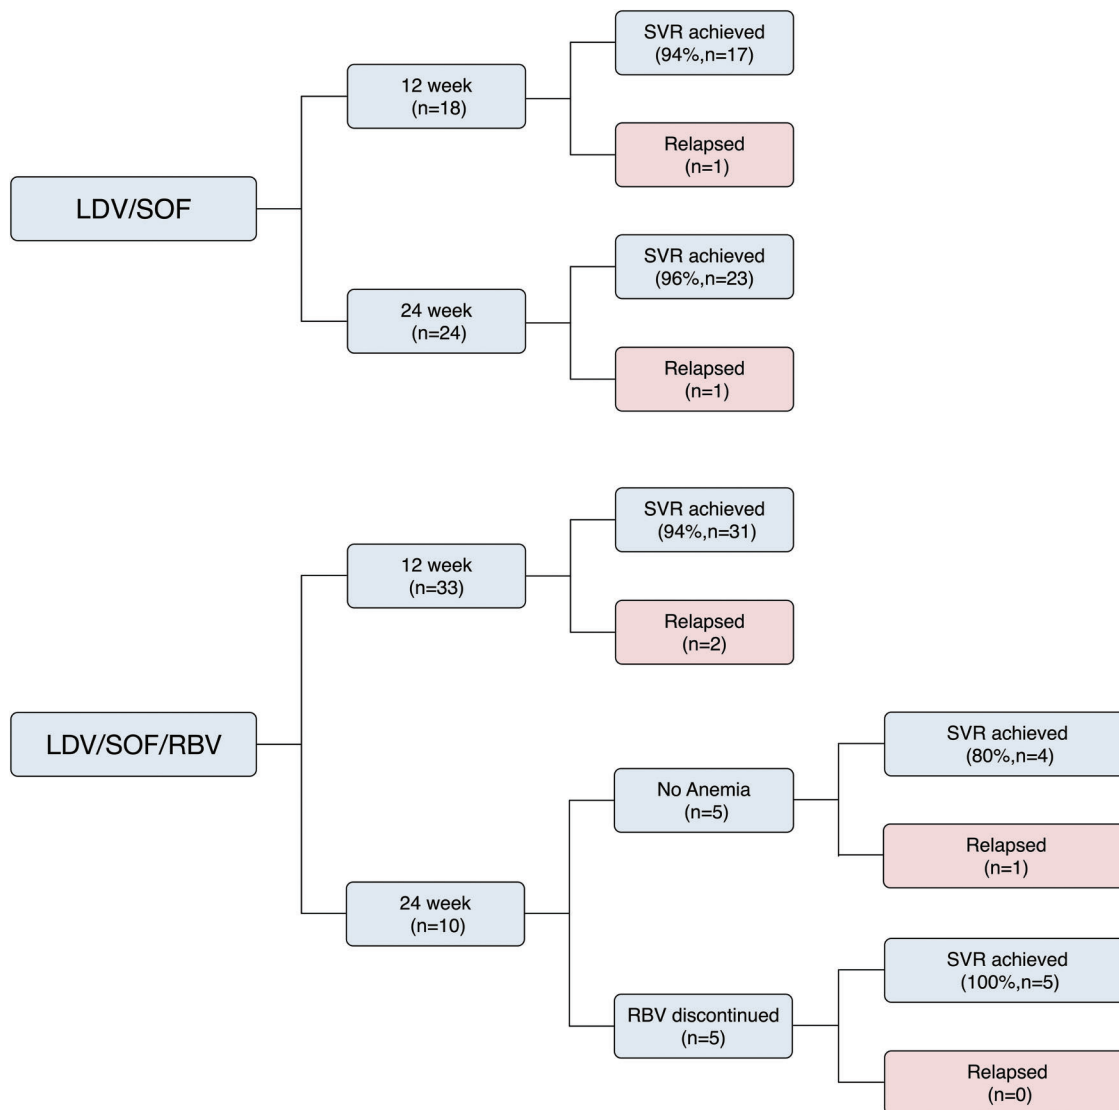 LDV/SOF
12 week
(n=18)
SVR achieved
(94%,n=17)
Relapsed
(n=1)
24 week
(n=24)
SVR achieved
(96%,n=23)
Relapsed
(n=1)
LDV/SOF/RBV
12 week
(n=33)
SVR achieved
(94%,n=31)
Relapsed
(n=2)
24 week
(n=10)
No Anemia
(n=5)
SVR achieved
(80%,n=4)
Relapsed
(n=1)
RBV discontinued
(n=5)
SVR achieved
(100%,n=5)
Relapsed
(n=0)